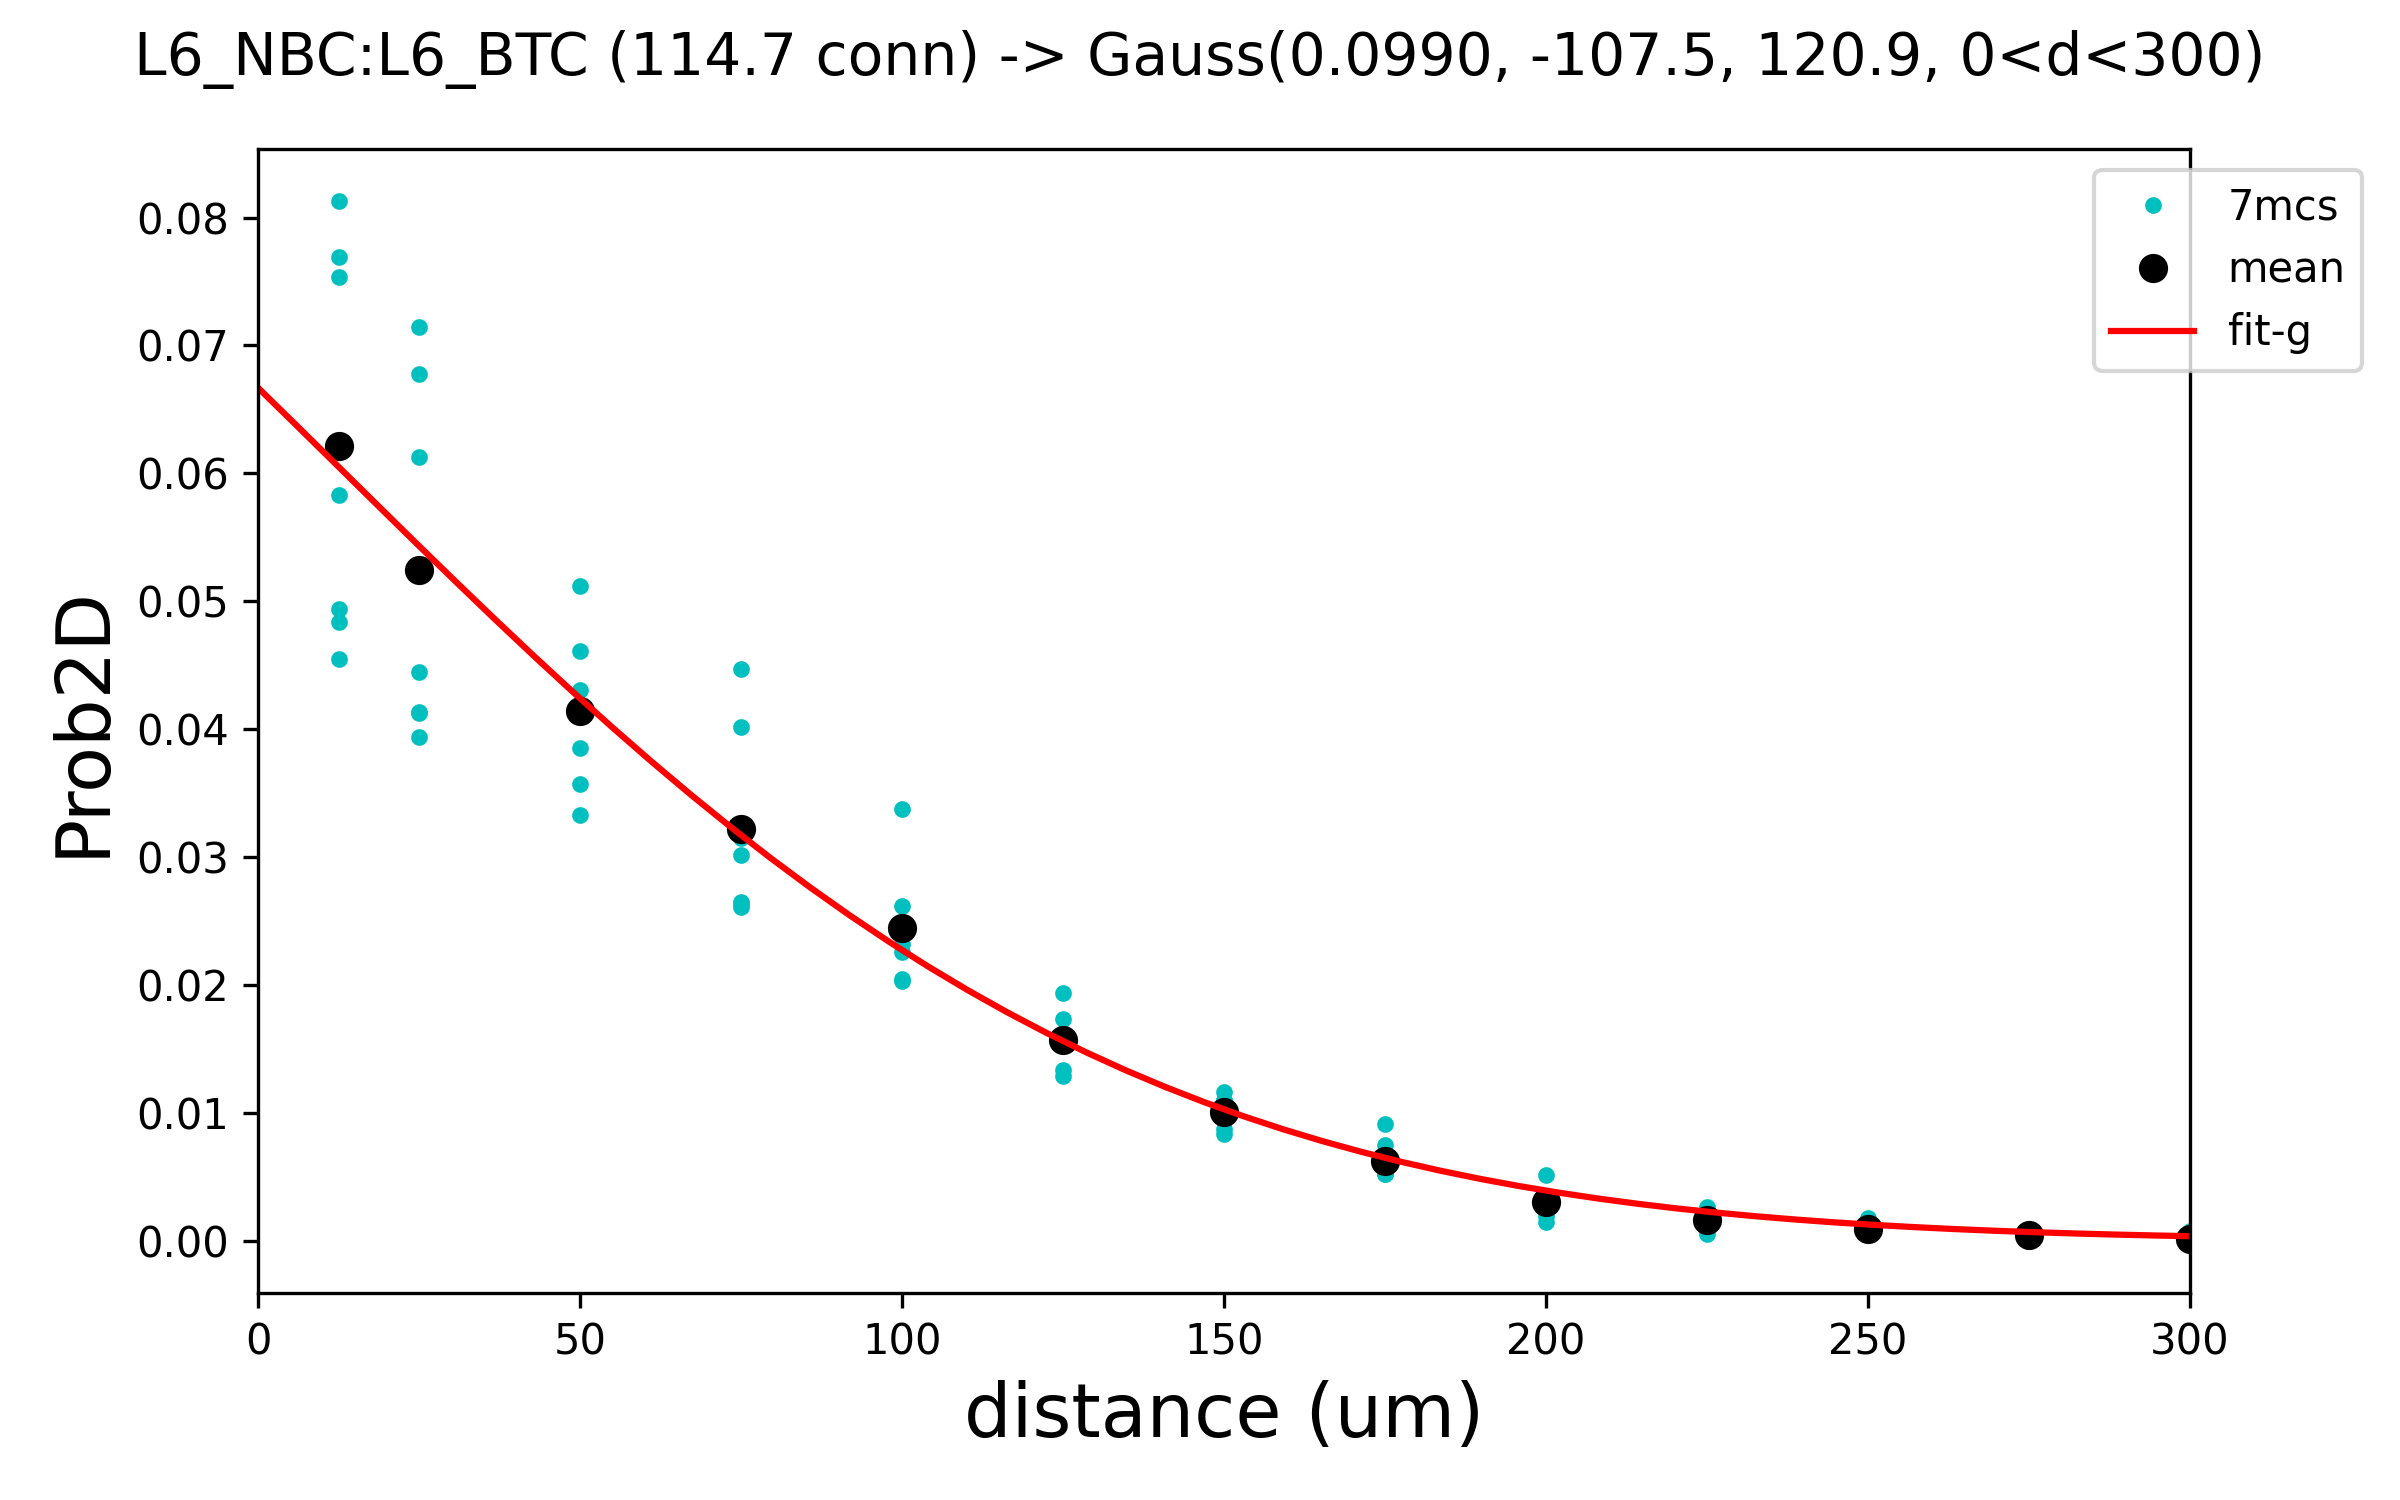 L6_NBC:L6_BTC (114.7 conn) -> Gauss(0.0990, -107.5, 120.9, 0<d<300)
7mcs
mean
fit-g
Prob2D
0.08
0.07
0.06
0.05
0.04
0.03
0.02
0.01
0.00
0 50 100 150 200 250 300
distance (um)